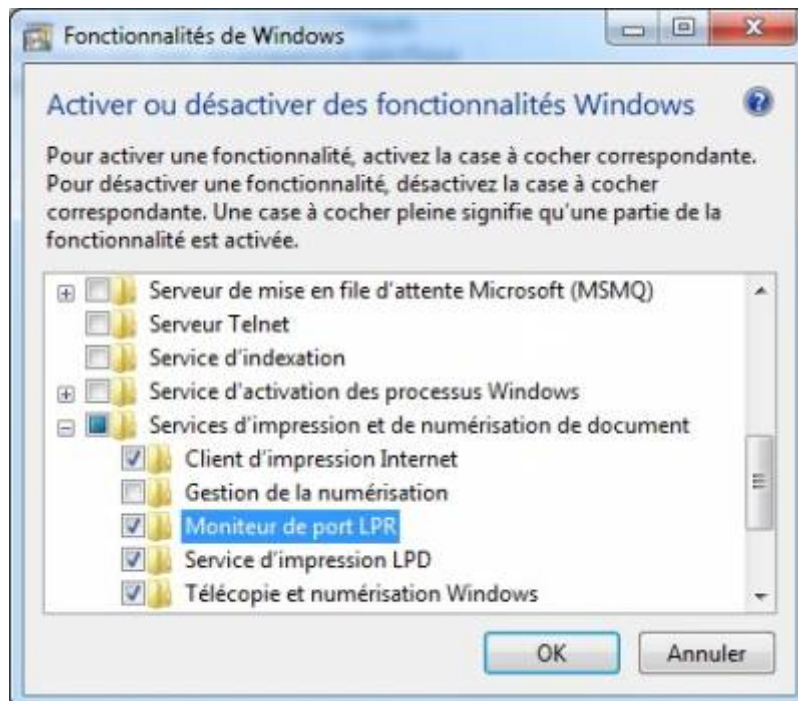 Fonctionnalités de Windows
Activer ou désactiver des fonctionnalités Windows
Pour activer une fonctionnalité, activez la case à cocher correspondante.
Pour désactiver une fonctionnalité, désactivez la case à cocher
correspondante. Une case à cocher pleine signifie qu'une partie de la
fonctionnalité est activée.
Serveur de mise en file d'attente Microsoft (MSMQ)
Serveur Telnet
Service d'indexation
Service d'activation des processus Windows
Services d'impression et de numérisation de document
Client d'impression Internet
Gestion de la numérisation
Moniteur de port LPR
Service d'impression LPD
Télécopie et numérisation Windows
OK Annuler